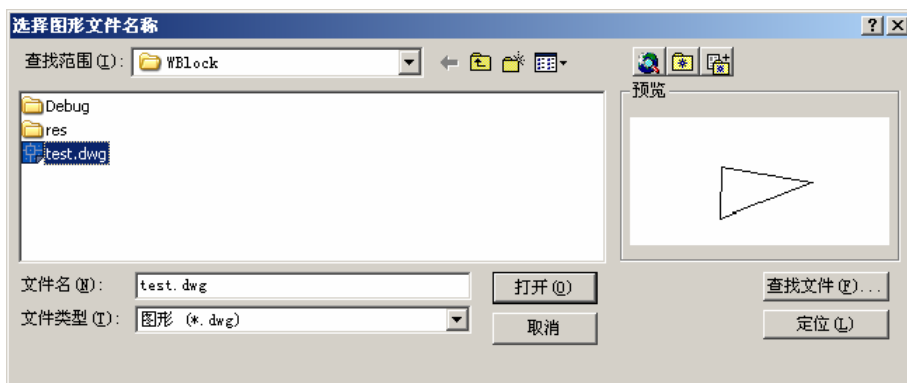 选择图形文件名称
查找范围(I): WBlock
预览
Debug
res
test.dwg
文件名(N): test.dwg 打开(O) 查找文件(F)...
文件类型(T): 图形 (*.dwg) 取消 定位(L)